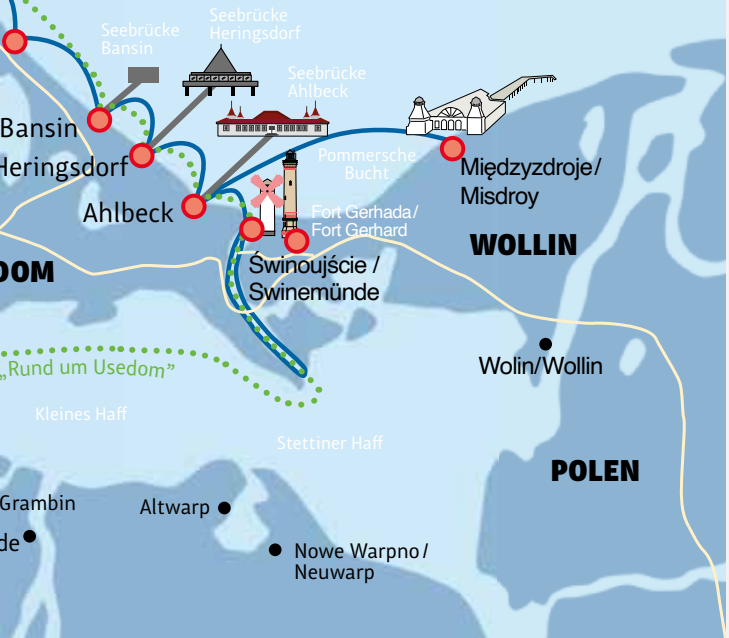 Seebrücke
Bansin
Seebrücke
Heringsdorf
Seebrücke
Ahlbeck
Bansin
Heringsdorf
Ahlbeck
Pommersche
Bucht
Międzyzdroje/
Misdroy
Fort Gerhada/
Fort Gerhard
WOLLIN
Świnoujście /
Swinemünde
DOM
„Rund um Usedom”
Wolin/Wollin
Kleines Haff
Stettiner Haff
POLEN
Grambin
Altwarp
de
Nowe Warpno/
Neuwarp